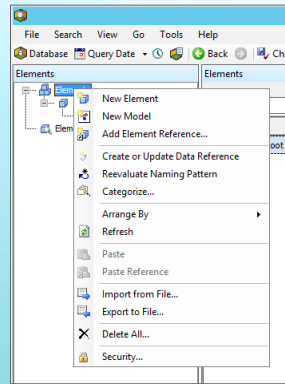 File Search View Go Tools Help
Database Query Date Back Ch
Elements Elements
Elem
New Element
New Model
Elem Add Element Reference...
oot
Create or Update Data Reference
Reevaluate Naming Pattern
Categorize...
Arrange By
Refresh
Paste
Paste Reference
Import from File...
Export to File...
Delete All...
Security...